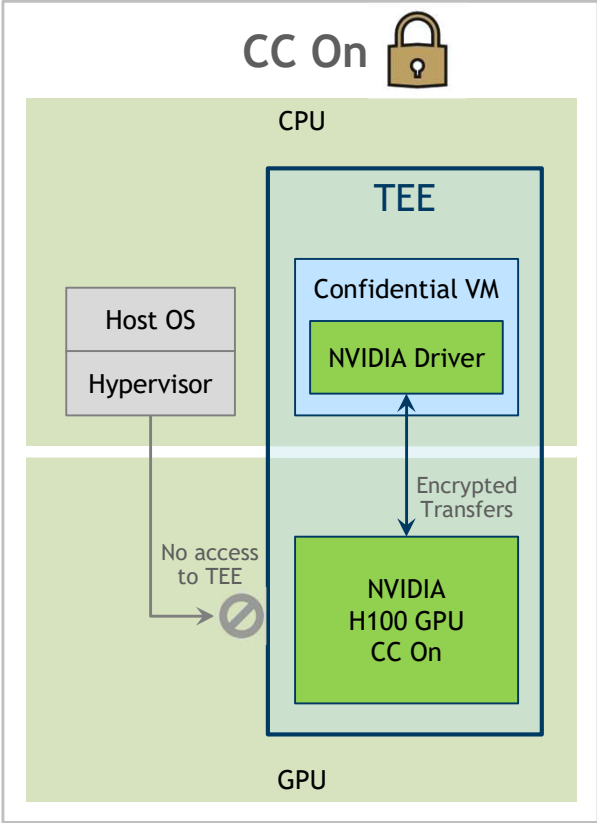 CC On
CPU
TEE
Confidential VM
NVIDIA Driver
Host OS
Hypervisor
Encrypted
Transfers
No access
to TEE
NVIDIA
H100 GPU
CC On
GPU